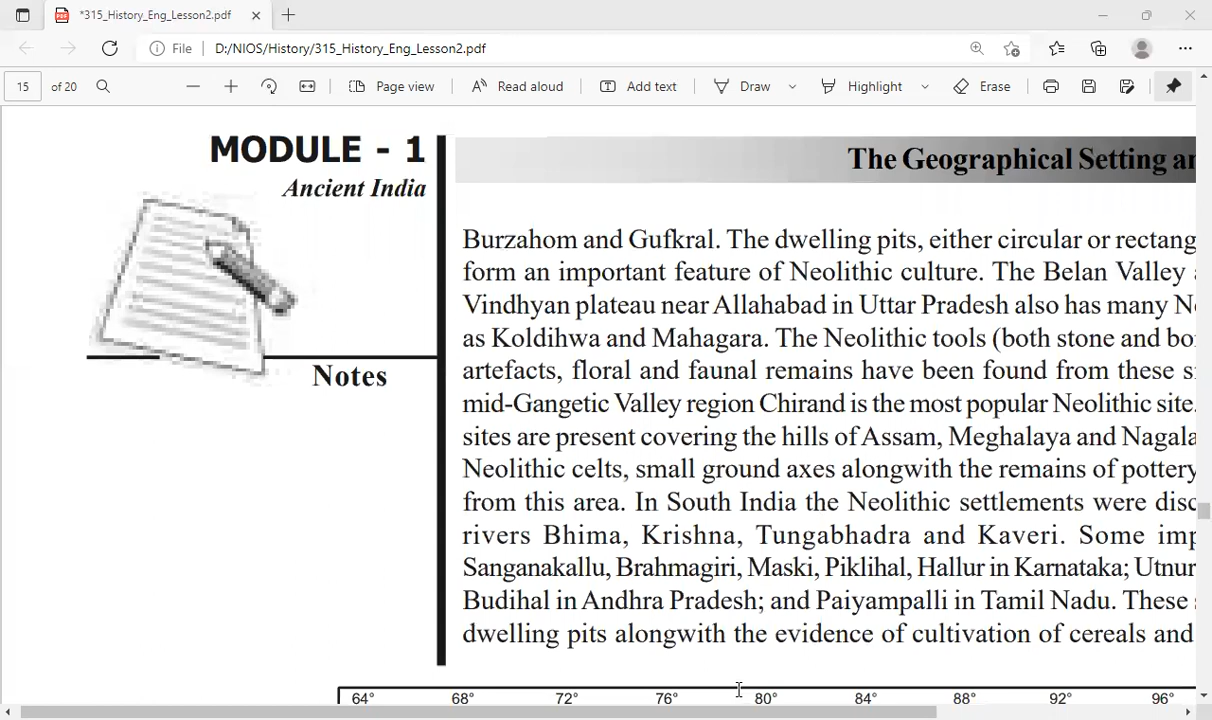 *315_History_Eng_Lesson2.pdf
File D:/NIOS/History/315_History_Eng_Lesson2.pdf
15 of 20 Page view Read aloud Add text Draw Highlight Erase
MODULE - 1
Ancient India
Notes
The Geographical Setting
Burzahom and Gufkral. The dwelling pits, either circular or
form an important feature of Neolithic culture. The Belan Valley
Vindhyan plateau near Allahabad in Uttar Pradesh also has many
as Koldihwa and Mahagara. The Neolithic tools (both stone and
artefacts, floral and faunal remains have been found from these
mid-Gangetic Valley region Chirand is the most popular Neolithic site.
sites are present covering the hills of Assam, Meghalaya and
Neolithic celts, small ground axes alongwith the remains of pottery
from this area. In South India the Neolithic settlements were
rivers Bhima, Krishna, Tungabhadra and Kaveri. Some
Sanganakallu, Brahmagiri, Maski, Piklihal, Hallur in Karnataka; Utnur
Budihal in Andhra Pradesh; and Paiyampalli in Tamil Nadu. These
dwelling pits alongwith the evidence of cultivation of cereals and
64° 68° 72° 76° 80° 84° 88° 92° 96°